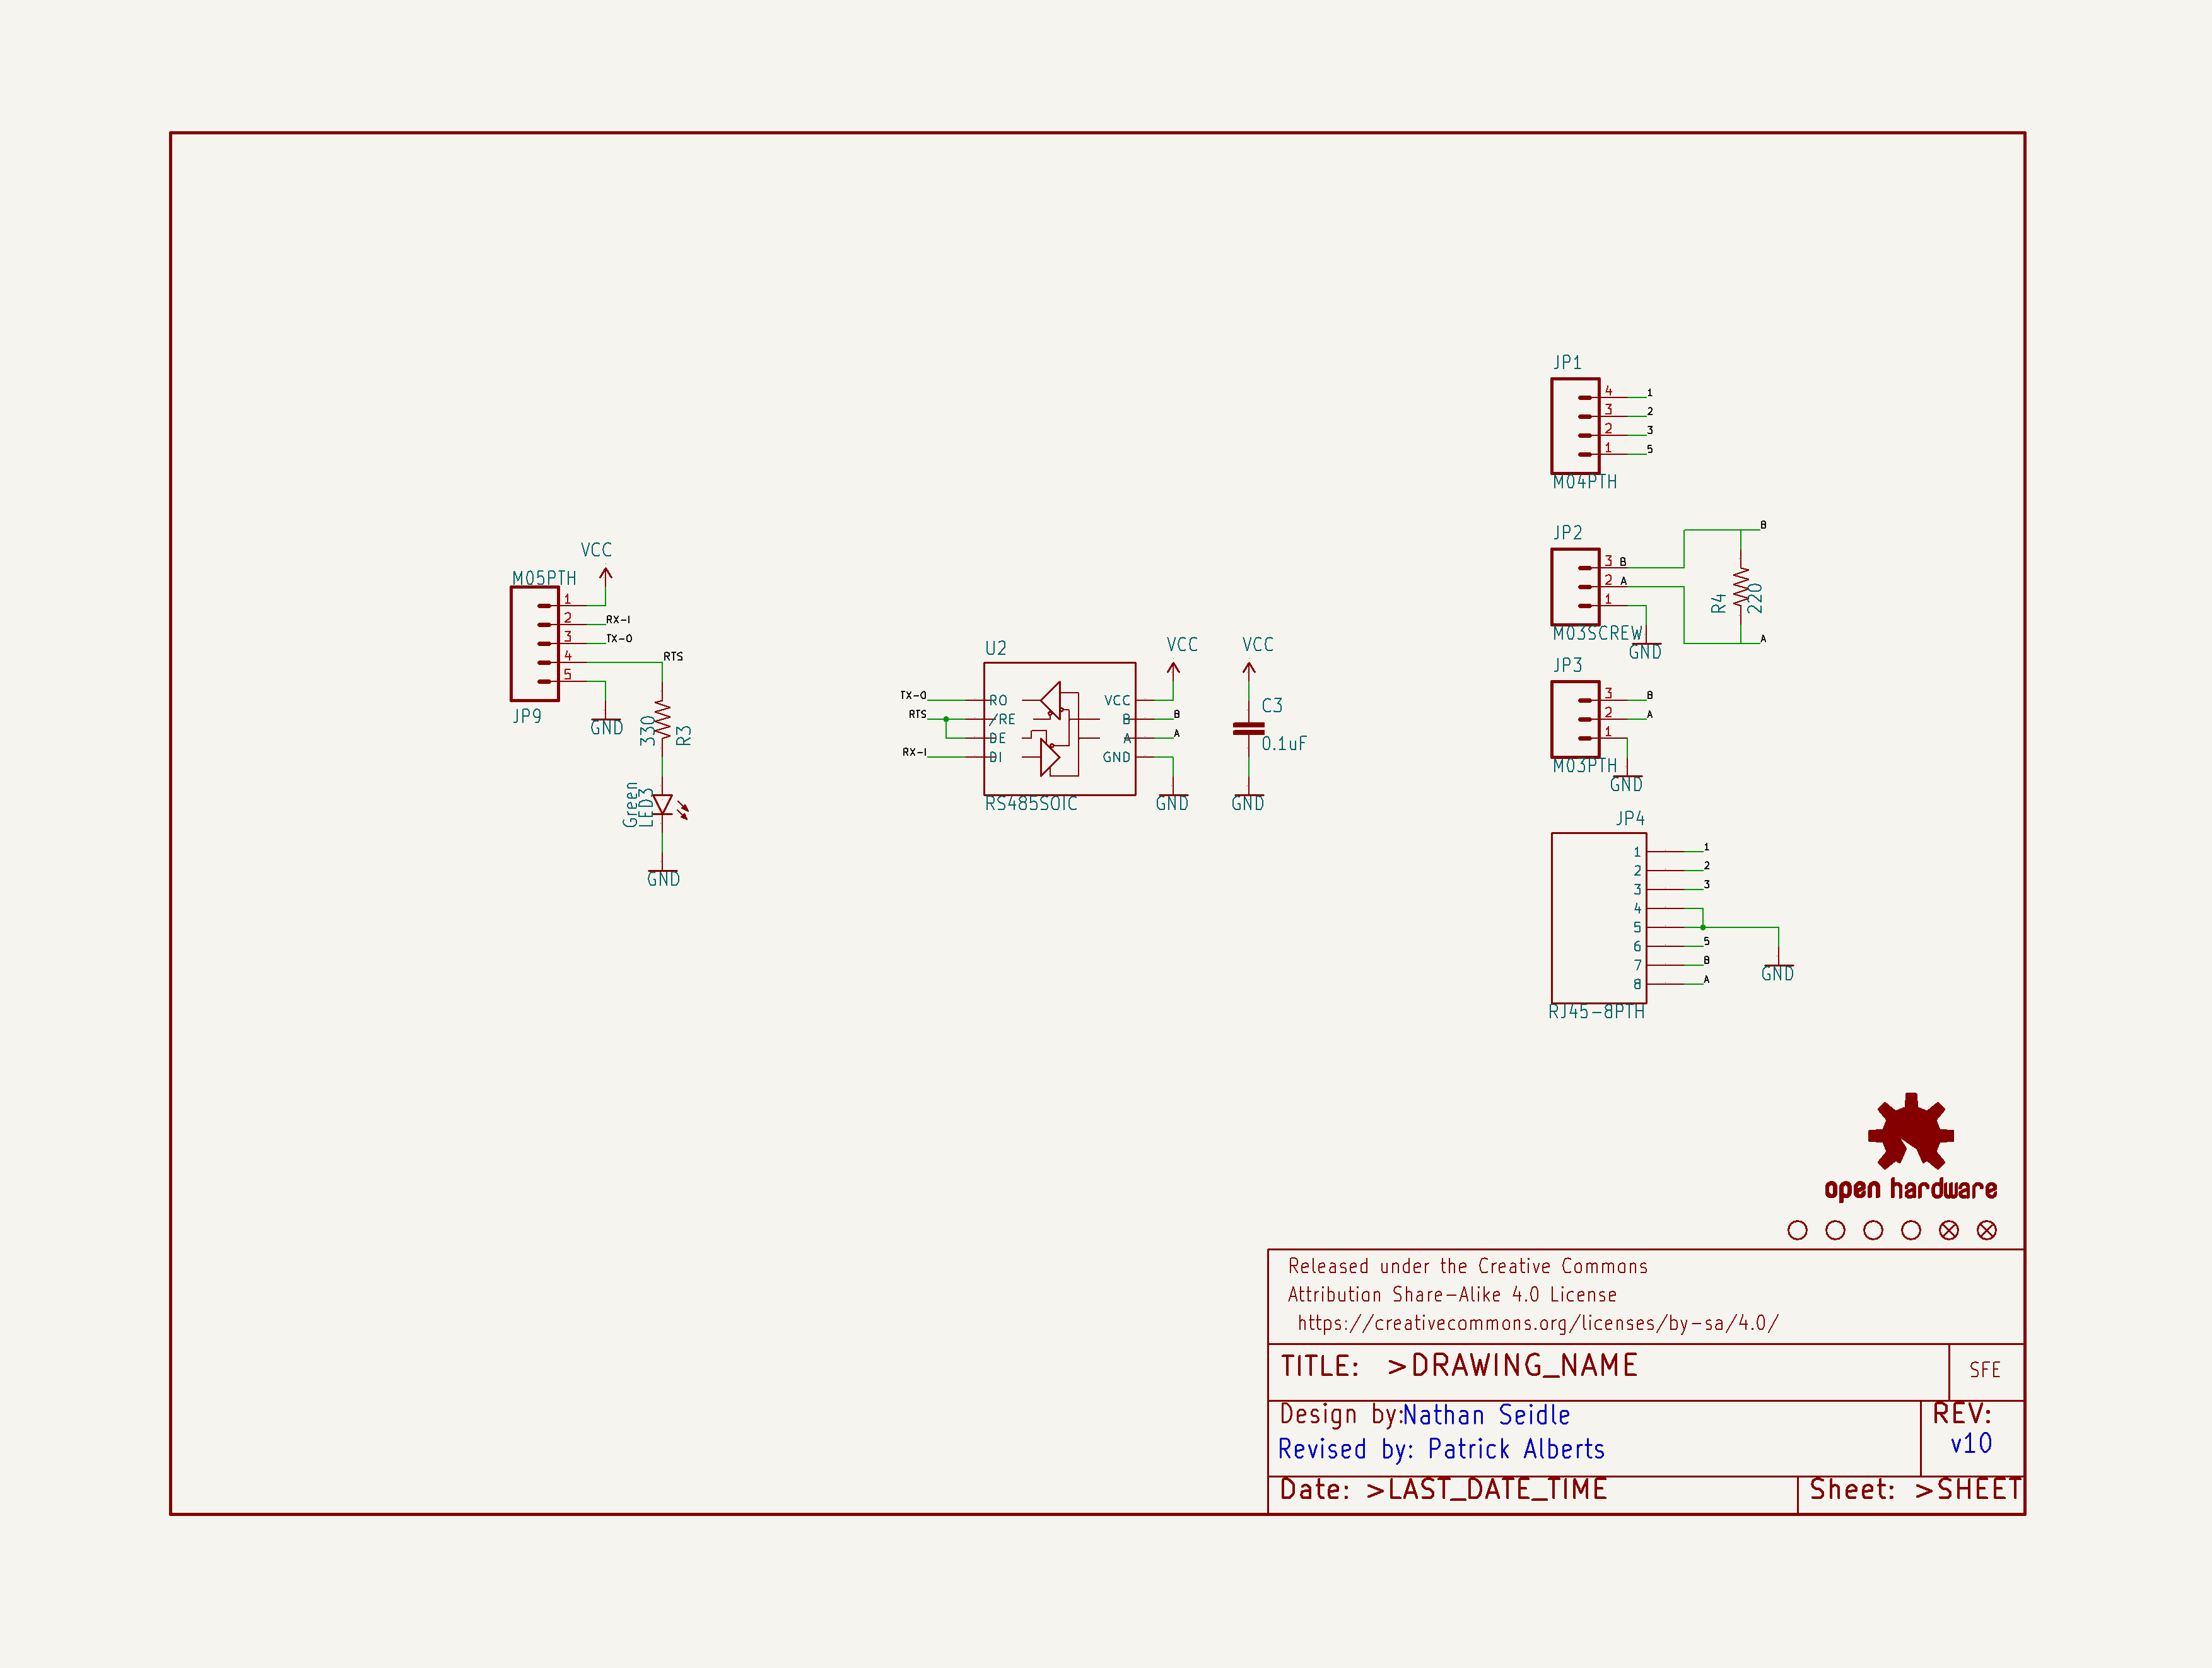 VCC
M05PTH
1
2 RX-I
3 TX-O
4 RTS
5
JP9
GND
330
R3
Green
LED3
GND
U2
TX-O
RTS
RX-I
RO
/RE
DE
DI
VCC
B
A
GND
RS485SOIC
VCC
B
A
GND
VCC
C3
0.1uF
GND
JP1
4 1
3 2
2 3
1 5
M04PTH
JP2
3 B
2 A
1
M03SCREW
GND
B
R4
220
A
JP3
3 B
2 A
1
M03PTH
GND
JP4
1 1
2 2
3 3
4
5
6 5
7 B
8 A
GND
RJ45-8PTH
open hardware
Released under the Creative Commons
Attribution Share-Alike 4.0 License
https://creativecommons.org/licenses/by-sa/4.0/
TITLE: >DRAWING_NAME
SFE
Design by:Nathan Seidle
Revised by: Patrick Alberts
REV:
v10
Date: >LAST_DATE_TIME
Sheet: >SHEET